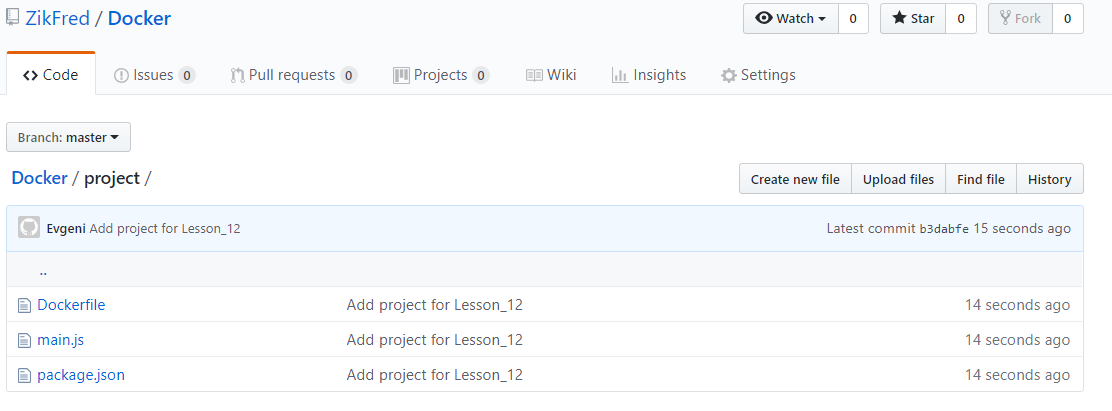 ZikFred / Docker Watch 0 Star 0 Fork 0
Code Issues 0 Pull requests 0 Projects 0 Wiki Insights Settings
Branch: master
Docker / project / Create new file Upload files Find file History
Evgeni Add project for Lesson_12 Latest commit b3dabfe 15 seconds ago
..
Dockerfile Add project for Lesson_12 14 seconds ago
main.js Add project for Lesson_12 14 seconds ago
package.json Add project for Lesson_12 14 seconds ago